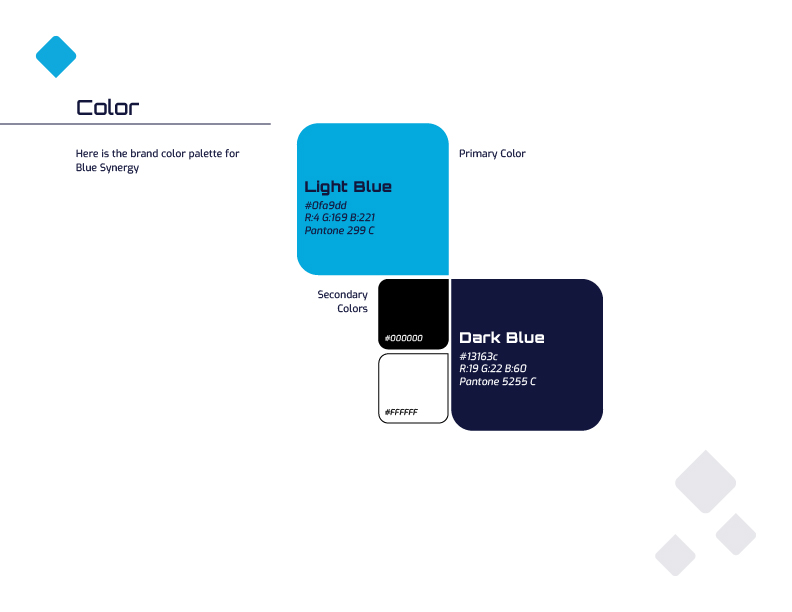 Color
Here is the brand color palette for
Blue Synergy
Primary Color
Light Blue
#0fa9dd
R:4 G:169 B:221
Pantone 299 C
Secondary
Colors
#000000
#FFFFFF
Dark Blue
#13163c
R:19 G:22 B:60
Pantone 5255 C